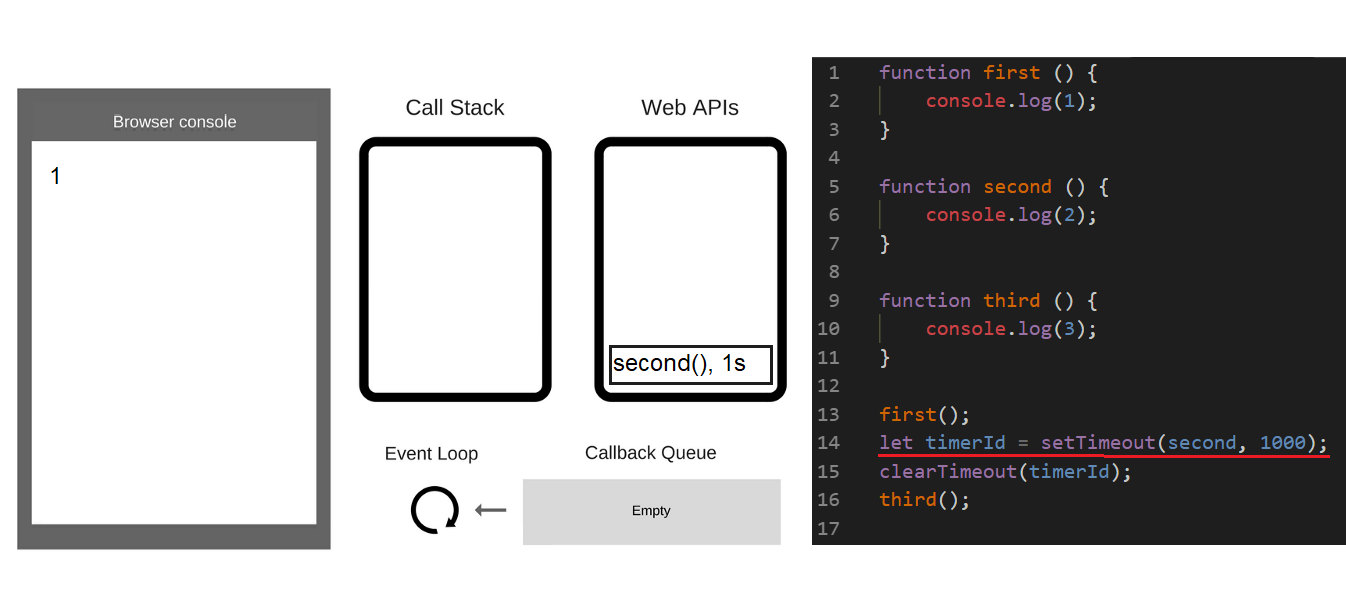 Browser console
1
Call Stack
Web APIs
second(), 1s
Event Loop
Callback Queue
Empty
1 function first () {
2     console.log(1);
3 }
4
5 function second () {
6     console.log(2);
7 }
8
9 function third () {
10     console.log(3);
11 }
12
13 first();
14 let timerId = setTimeout(second, 1000);
15 clearTimeout(timerId);
16 third();
17